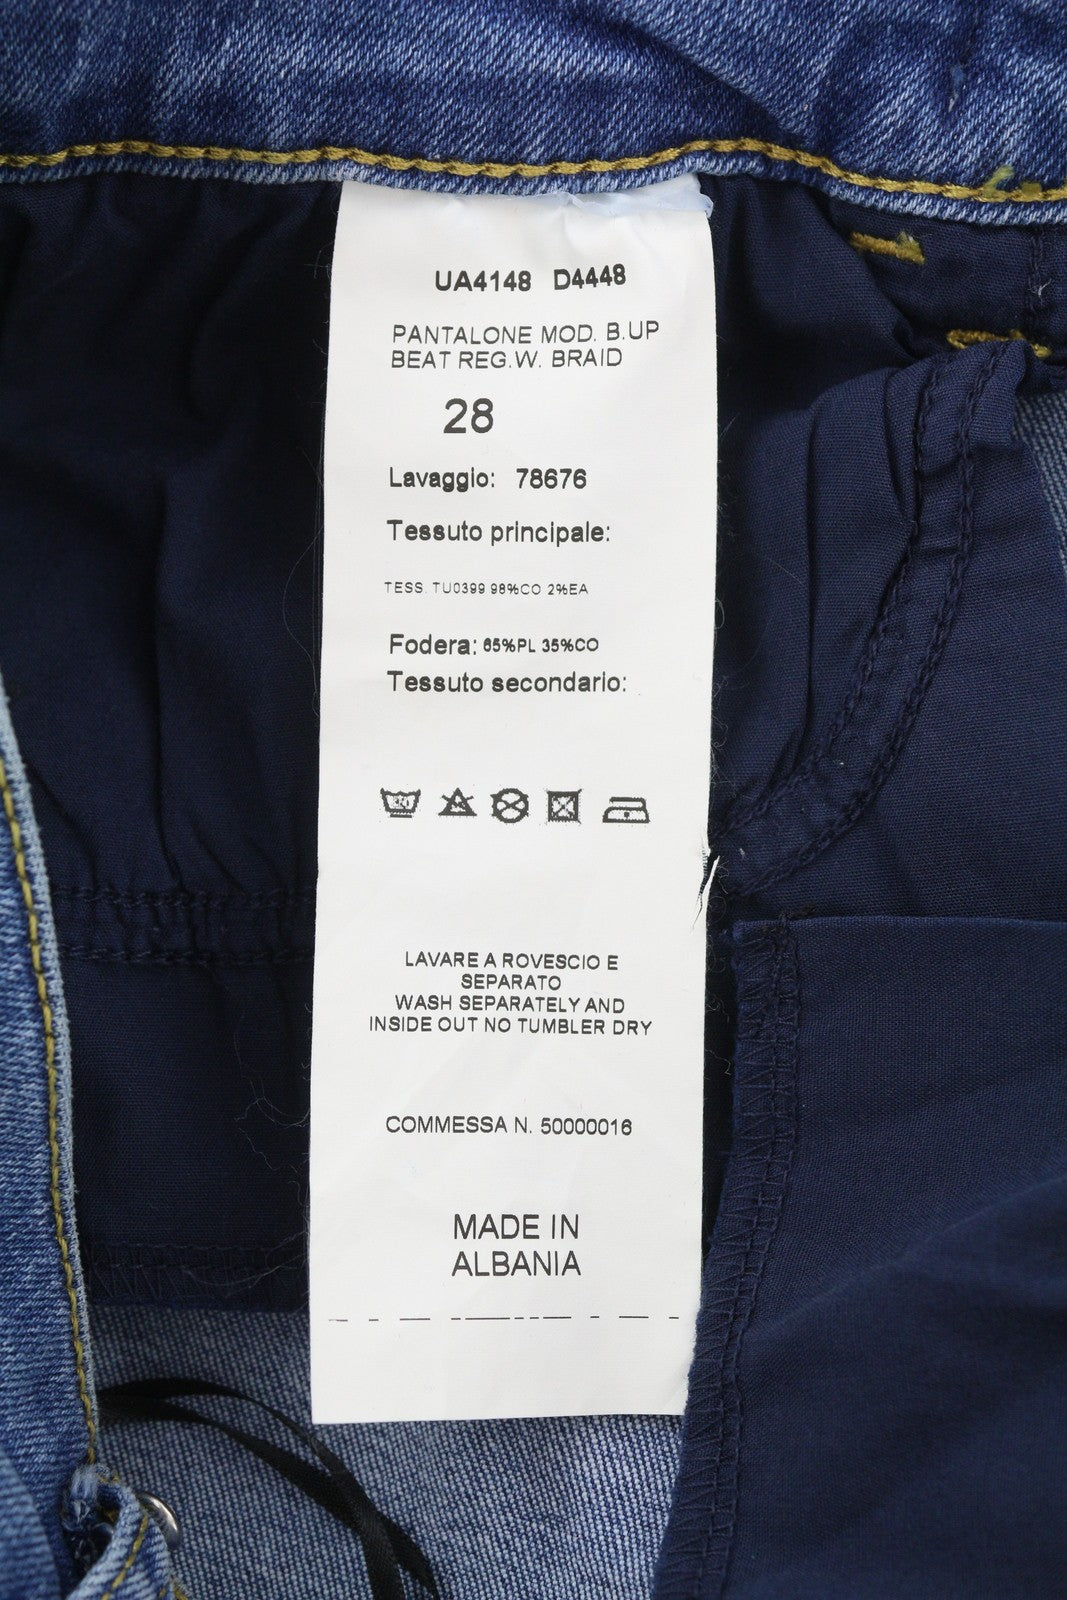 UA4148 D4448
PANTALONE MOD. B.UP
BEAT REG.W. BRAID
28
Lavaggio: 78676
Tessuto principale:
TESS. TU0399 98%CO 2%EA
Fodera: 65%PL 35%CO
Tessuto secondario:
30
LAVARE A ROVESCIO E
SEPARATO
WASH SEPARATELY AND
INSIDE OUT NO TUMBLER DRY
COMMESSA N. 50000016
MADE IN
ALBANIA